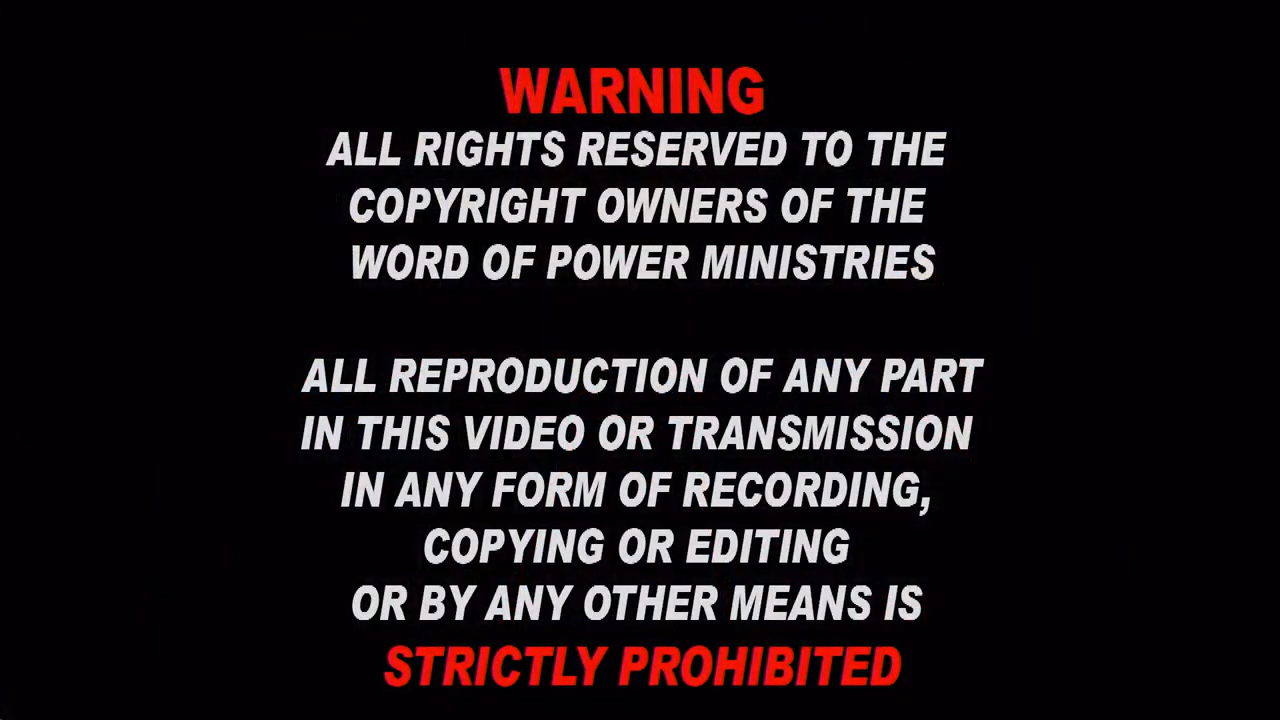 WARNING
ALL RIGHTS RESERVED TO THE
COPYRIGHT OWNERS OF THE
WORD OF POWER MINISTRIES
ALL REPRODUCTION OF ANY PART
IN THIS VIDEO OR TRANSMISSION
IN ANY FORM OF RECORDING,
COPYING OR EDITING
OR BY ANY OTHER MEANS IS
STRICTLY PROHIBITED